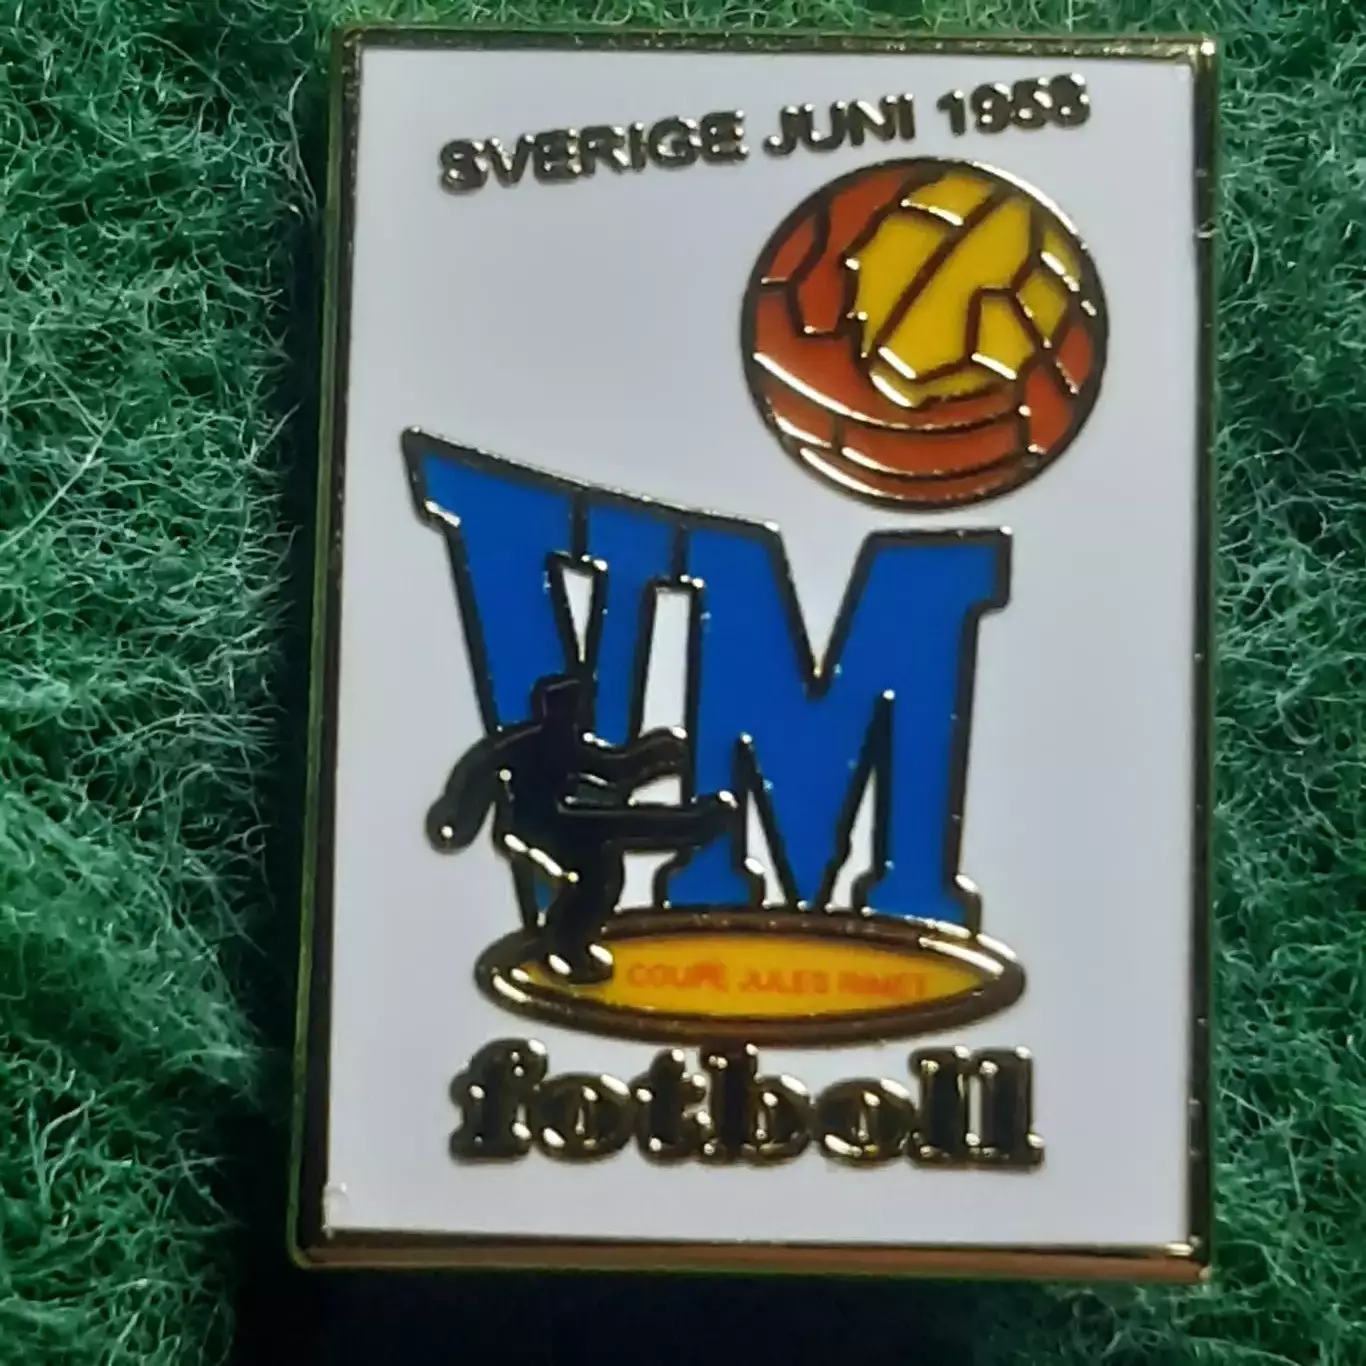 SVERIGE JUNI 1958
VM
COUPE JULES RIMET
fotboll